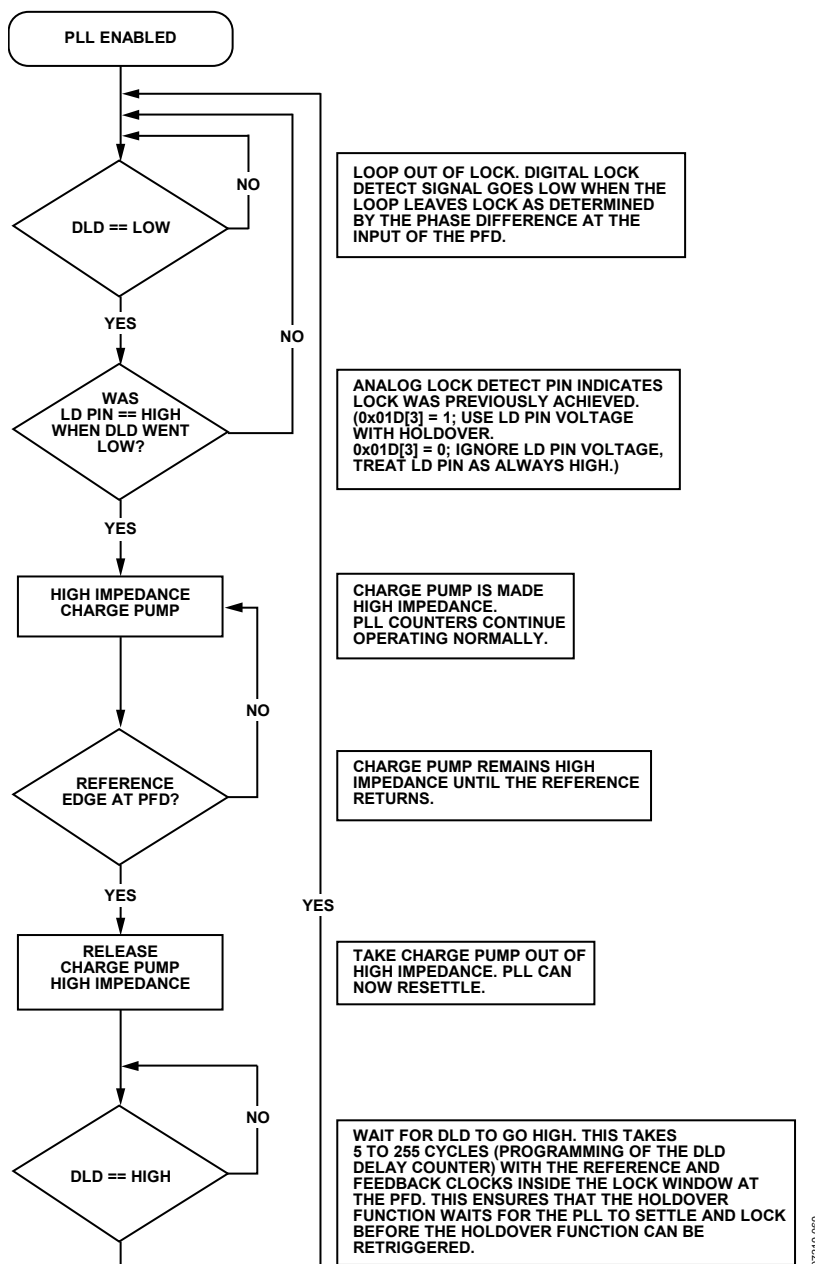 PLL ENABLED
NO
DLD == LOW
LOOP OUT OF LOCK. DIGITAL LOCK
DETECT SIGNAL GOES LOW WHEN THE
LOOP LEAVES LOCK AS DETERMINED
BY THE PHASE DIFFERENCE AT THE
INPUT OF THE PFD.
YES
NO
WAS
LD PIN == HIGH
WHEN DLD WENT
LOW?
ANALOG LOCK DETECT PIN INDICATES
LOCK WAS PREVIOUSLY ACHIEVED.
(0x01D[3] = 1; USE LD PIN VOLTAGE
WITH HOLDOVER.
0x01D[3] = 0; IGNORE LD PIN VOLTAGE,
TREAT LD PIN AS ALWAYS HIGH.)
YES
HIGH IMPEDANCE
CHARGE PUMP
CHARGE PUMP IS MADE
HIGH IMPEDANCE.
PLL COUNTERS CONTINUE
OPERATING NORMALLY.
NO
REFERENCE
EDGE AT PFD?
CHARGE PUMP REMAINS HIGH
IMPEDANCE UNTIL THE REFERENCE
RETURNS.
YES
YES
RELEASE
CHARGE PUMP
HIGH IMPEDANCE
TAKE CHARGE PUMP OUT OF
HIGH IMPEDANCE. PLL CAN
NOW RESETTLE.
NO
DLD == HIGH
WAIT FOR DLD TO GO HIGH. THIS TAKES
5 TO 255 CYCLES (PROGRAMMING OF THE DLD
DELAY COUNTER) WITH THE REFERENCE AND
FEEDBACK CLOCKS INSIDE THE LOCK WINDOW AT
THE PFD. THIS ENSURES THAT THE HOLDOVER
FUNCTION WAITS FOR THE PLL TO SETTLE AND LOCK
BEFORE THE HOLDOVER FUNCTION CAN BE
RETRIGGERED.